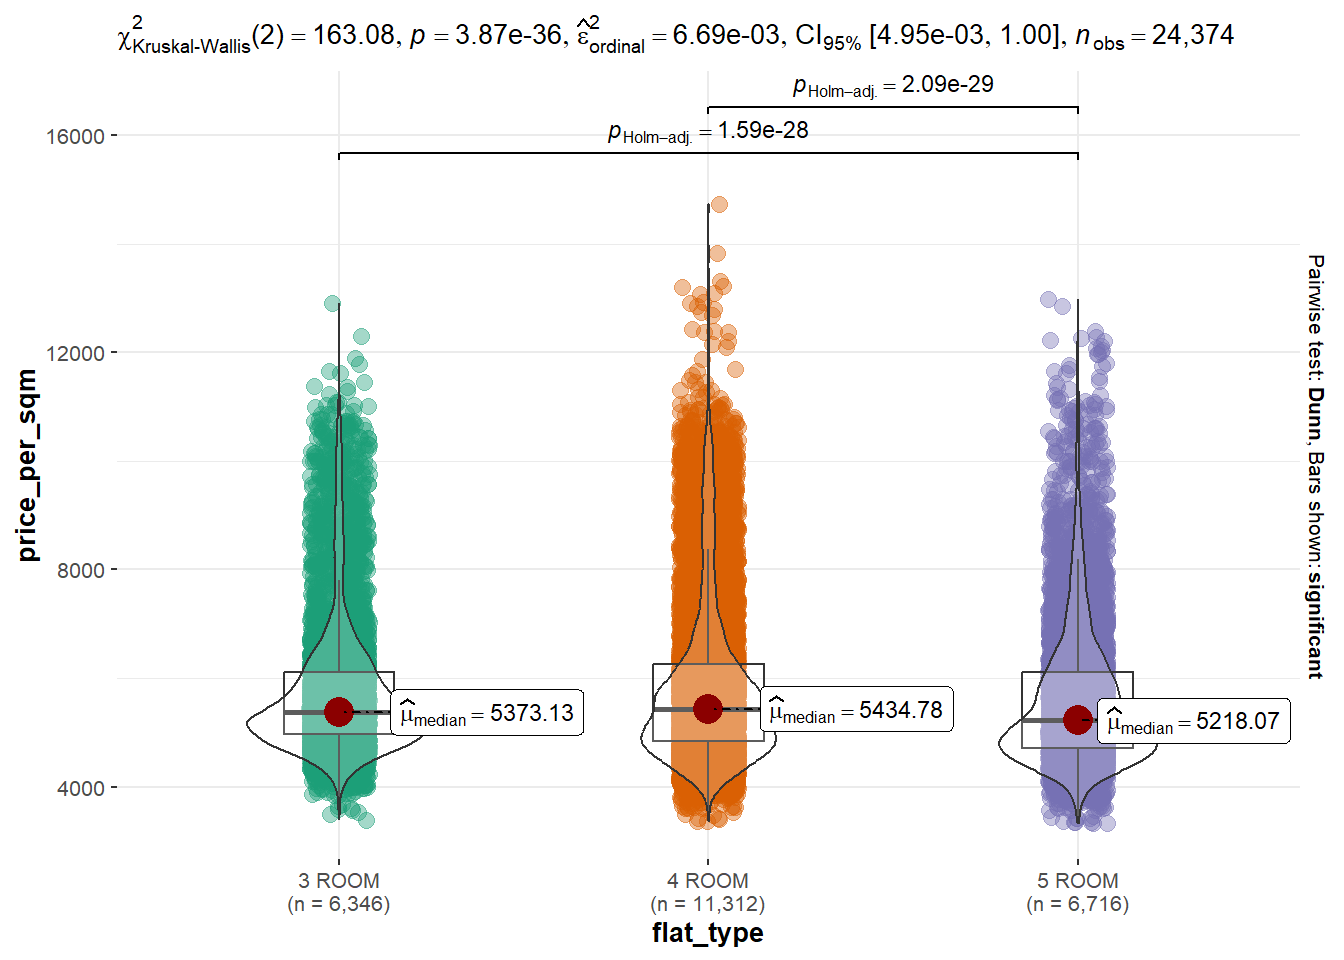 χ²Kruskal-Wallis(2) = 163.08, p = 3.87e-36, ε̂²ordinal = 6.69e-03, CI95% [4.95e-03, 1.00], nobs = 24,374
pHolm−adj. = 2.09e-29
pHolm−adj. = 1.59e-28
16000
12000
8000
4000
price_per_sqm
μ̂median = 5373.13
μ̂median = 5434.78
μ̂median = 5218.07
Pairwise test: Dunn, Bars shown: significant
3 ROOM
(n = 6,346)
4 ROOM
(n = 11,312)
5 ROOM
(n = 6,716)
flat_type